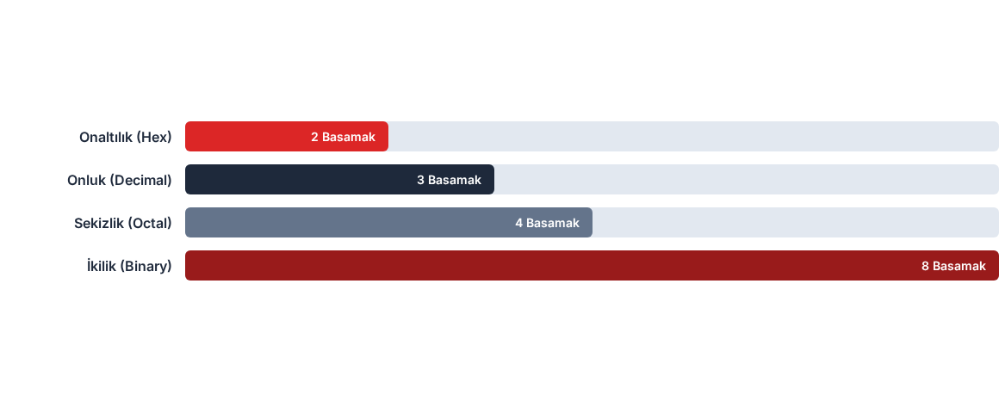 Onaltılık (Hex) 2 Basamak
Onluk (Decimal) 3 Basamak
Sekizlik (Octal) 4 Basamak
İkilik (Binary) 8 Basamak